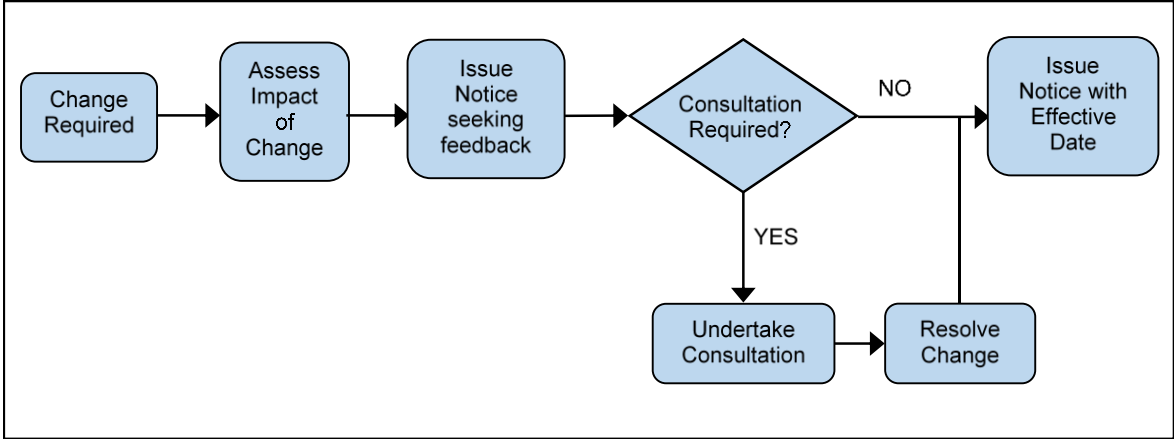 Change
Required
Assess
Impact
of
Change
Issue
Notice
seeking
feedback
Consultation
Required?
NO
Issue
Notice with
Effective
Date
YES
Undertake
Consultation
Resolve
Change